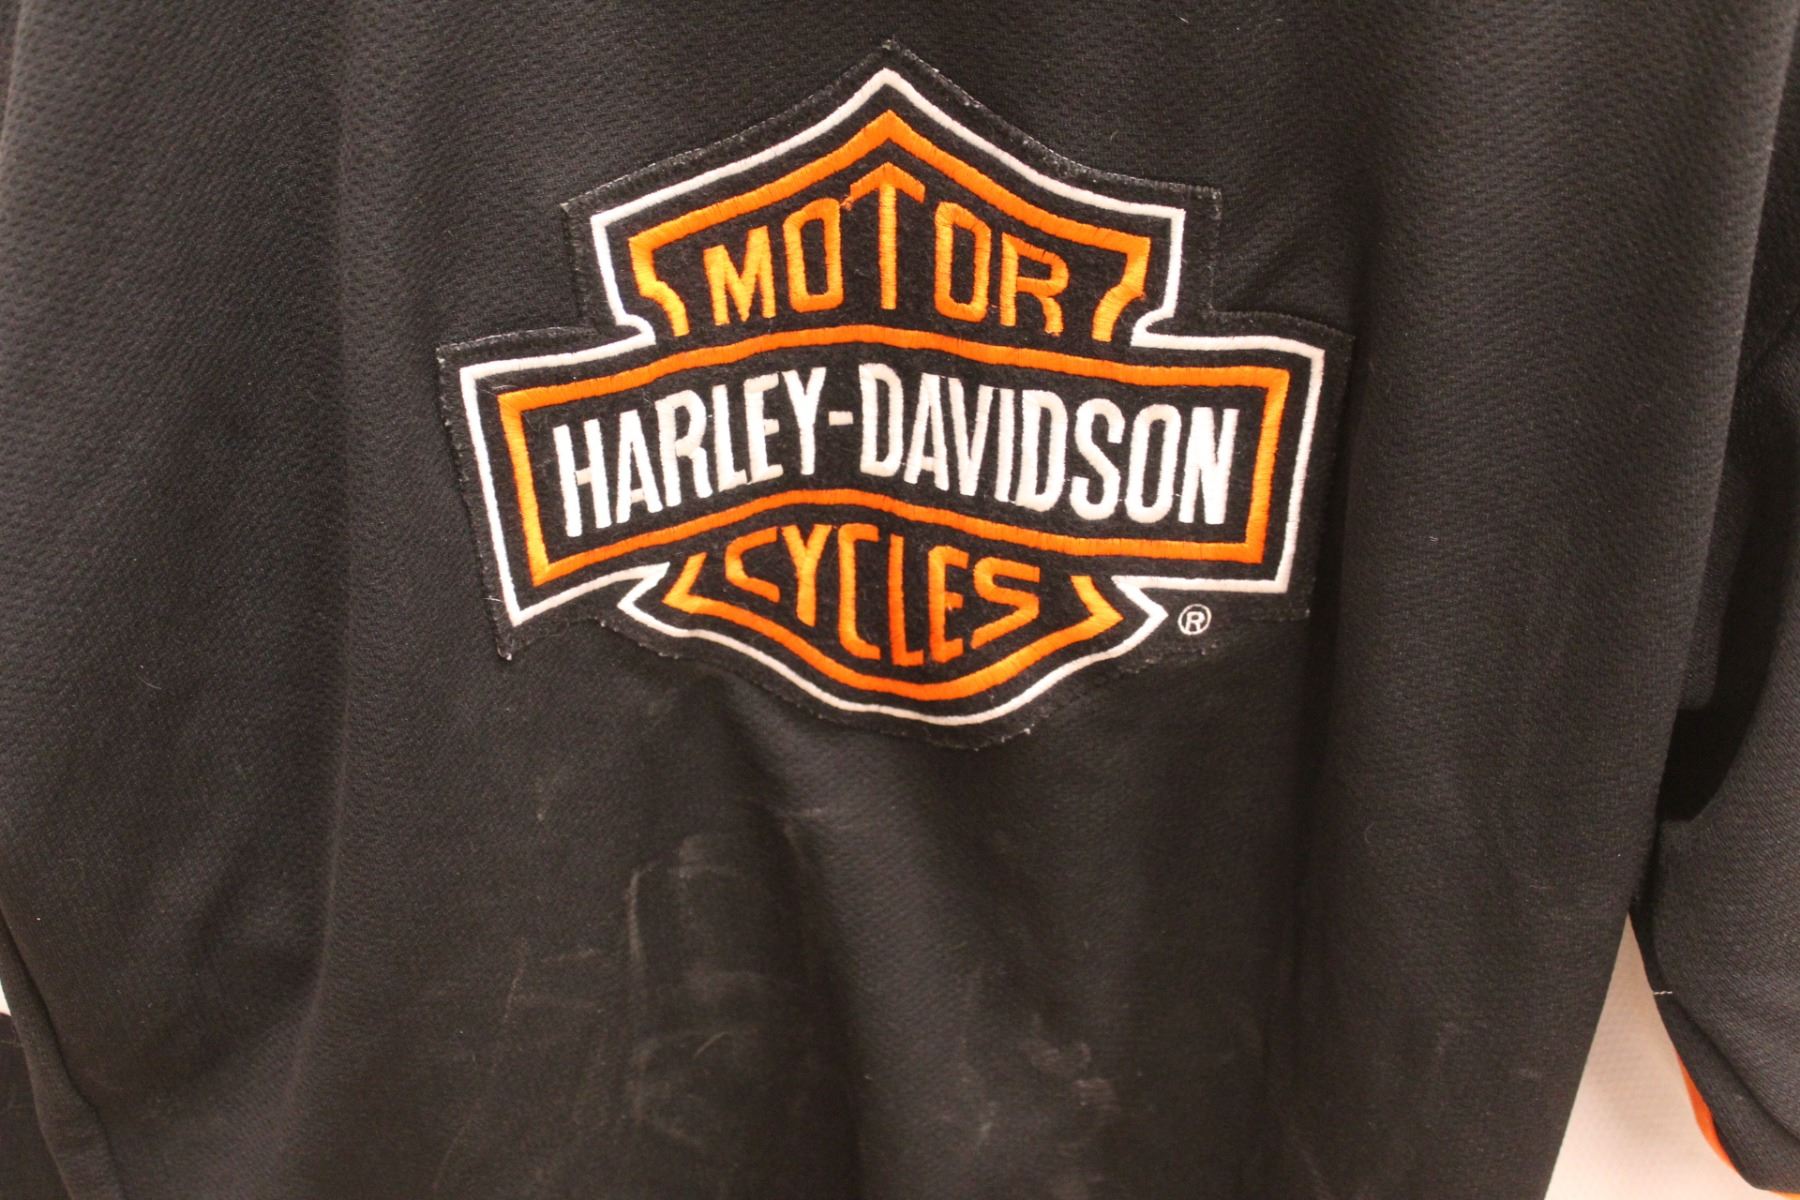 MOTOR
HARLEY-DAVIDSON
CYCLES
®